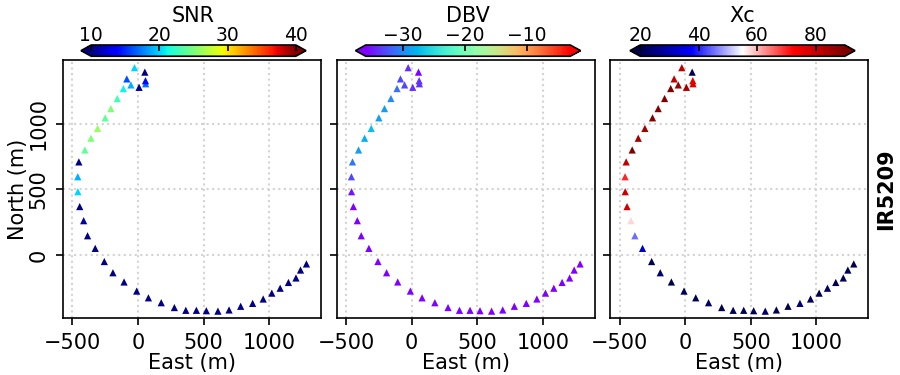 SNR DBV Xc
10 20 30 40 −30 −20 −10 20 40 60 80
North (m)
1000
500
0
IR5209
−500 0 500 1000 −500 0 500 1000 −500 0 500 1000
East (m) East (m) East (m)